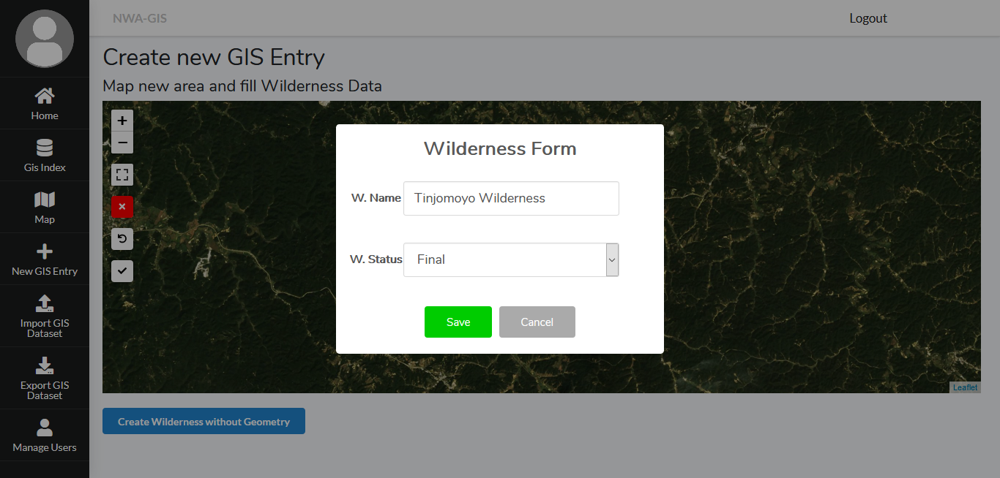 NWA-GIS
Logout
Home
Gis Index
Map
New GIS Entry
Import GIS
Dataset
Export GIS
Dataset
Manage Users
Create new GIS Entry
Map new area and fill Wilderness Data
+
−
Wilderness Form
W. Name Tinjomoyo Wilderness
W. Status Final
Save Cancel
Leaflet
Create Wilderness without Geometry